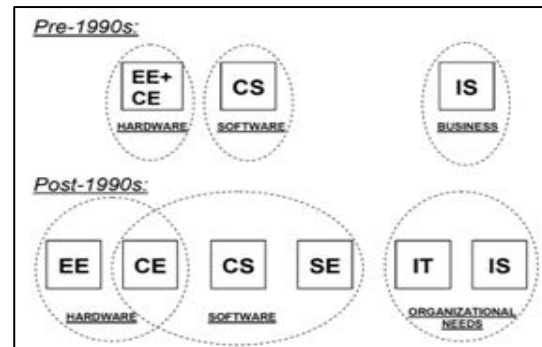 Pre-1990s:
EE+
CE
CS
IS
HARDWARE
SOFTWARE
BUSINESS
Post-1990s:
EE
CE
CS
SE
IT
IS
HARDWARE
SOFTWARE
ORGANIZATIONAL
NEEDS